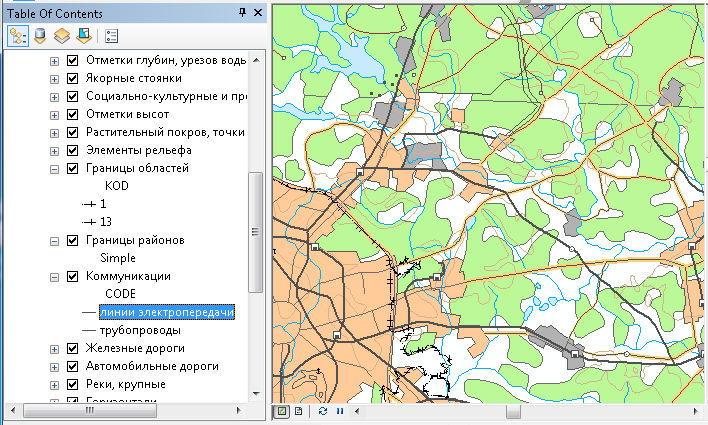 Table Of Contents
Отметки глубин, урезов воды
Якорные стоянки
Социально-культурные и пр
Отметки высот
Растительный покров, точки
Элементы рельефа
Границы областей
KOD
1
13
Границы районов
Simple
Коммуникации
CODE
линии электропередачи
трубопроводы
Железные дороги
Автомобильные дороги
Реки, крупные
Горизонтали